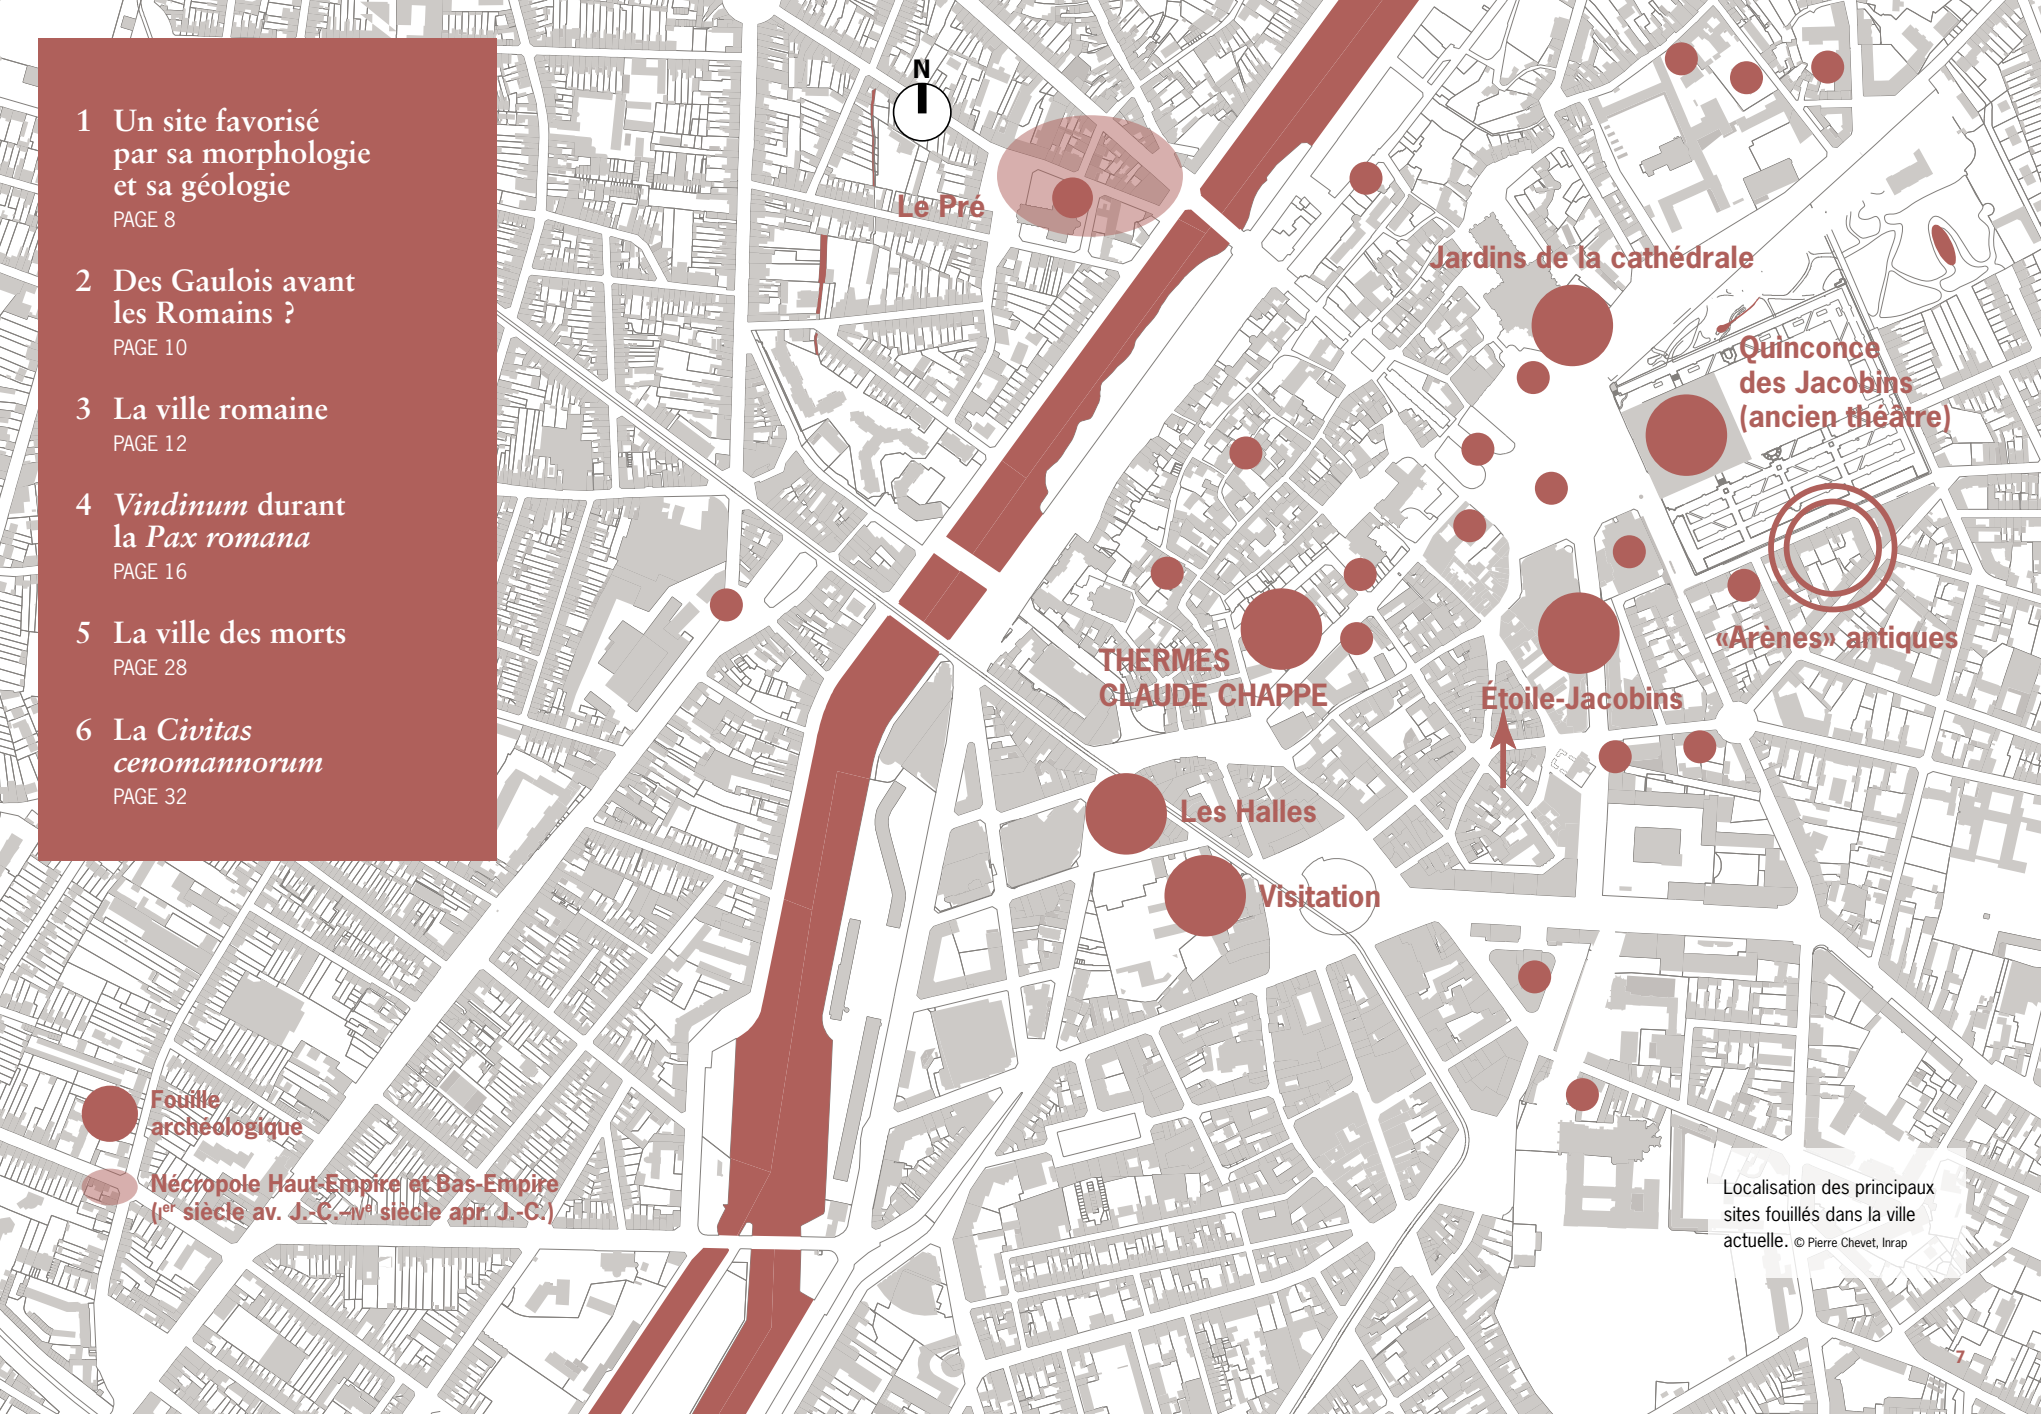 1 Un site favorisé
par sa morphologie
et sa géologie
PAGE 8
2 Des Gaulois avant
les Romains ?
PAGE 10
3 La ville romaine
PAGE 12
4 Vindinum durant
la Pax romana
PAGE 16
5 La ville des morts
PAGE 28
6 La Civitas
cenomannorum
PAGE 32
N
Le Pré
Jardins de la cathédrale
Quinconce
des Jacobins
(ancien théâtre)
«Arènes» antiques
THERMES
CLAUDE CHAPPE
Étoile-Jacobins
Les Halles
Visitation
Fouille
archéologique
Nécropole Haut-Empire et Bas-Empire
(Ier siècle av. J.-C.–IVe siècle apr. J.-C.)
Localisation des principaux
sites fouillés dans la ville
actuelle. © Pierre Chevet, Inrap
7